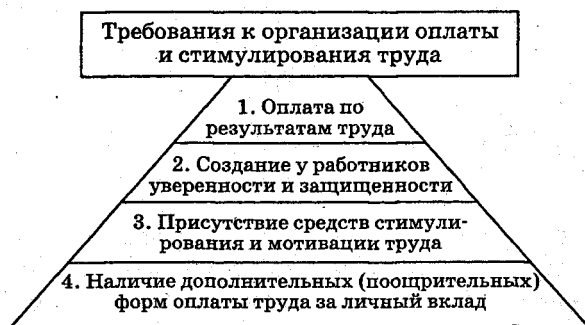 Требования к организации оплаты
и стимулирования труда
1. Оплата по
результатам труда
2. Создание у работников
уверенности и защищенности
3. Присутствие средств стимули-
рования и мотивации труда
4. Наличие дополнительных (поощрительных)
форм оплаты труда за личный вклад